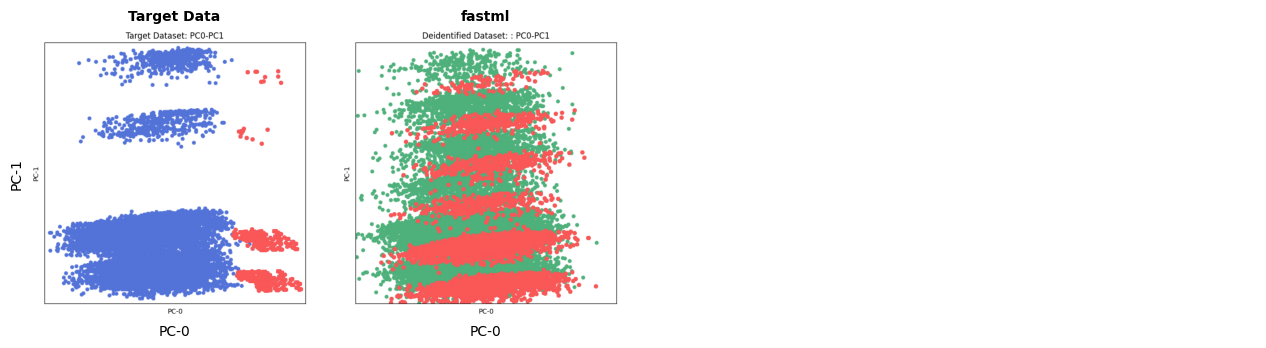 Target Data
fastml
Target Dataset: PC0-PC1
Deidentified Dataset: : PC0-PC1
PC-1
PC-1
PC-1
PC-0
PC-0
PC-0
PC-0